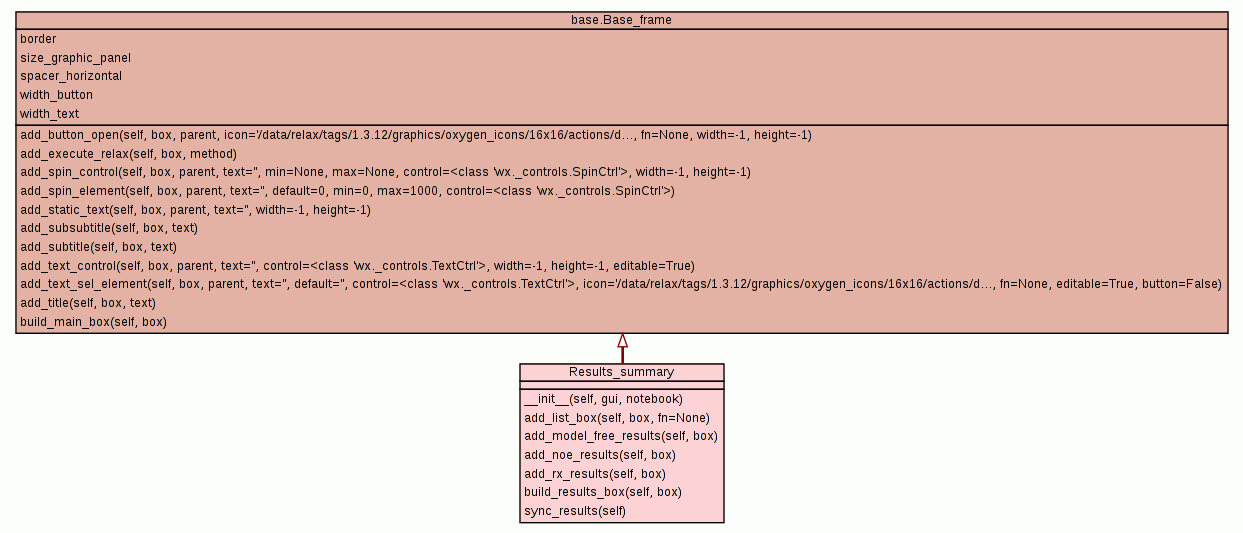 base.Base_frame
border
size_graphic_panel
spacer_horizontal
width_button
width_text
add_button_open(self, box, parent, icon='/data/relax/tags/1.3.12/graphics/oxygen_icons/16x16/actions/d..., fn=None, width=-1, height=-1)
add_execute_relax(self, box, method)
add_spin_control(self, box, parent, text='', min=None, max=None, control=<class 'wx._controls.SpinCtrl'>, width=-1, height=-1)
add_spin_element(self, box, parent, text='', default=0, min=0, max=1000, control=<class 'wx._controls.SpinCtrl'>)
add_static_text(self, box, parent, text='', width=-1, height=-1)
add_subsubtitle(self, box, text)
add_subtitle(self, box, text)
add_text_control(self, box, parent, text='', control=<class 'wx._controls.TextCtrl'>, width=-1, height=-1, editable=True)
add_text_sel_element(self, box, parent, text='', default='', control=<class 'wx._controls.TextCtrl'>, icon='/data/relax/tags/1.3.12/graphics/oxygen_icons/16x16/actions/d..., fn=None, editable=True, button=False)
add_title(self, box, text)
build_main_box(self, box)
Results_summary
__init__(self, gui, notebook)
add_list_box(self, box, fn=None)
add_model_free_results(self, box)
add_noe_results(self, box)
add_rx_results(self, box)
build_results_box(self, box)
sync_results(self)